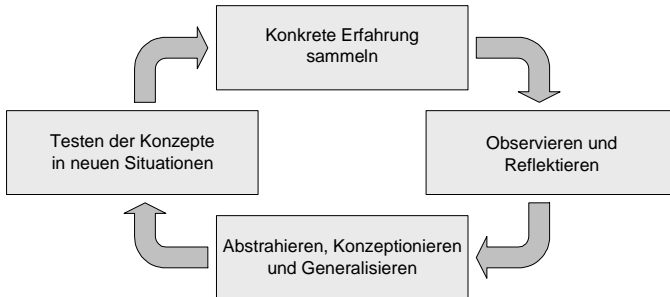 Konkrete Erfahrung
sammeln
Testen der Konzepte
in neuen Situationen
Observieren und
Reflektieren
Abstrahieren, Konzeptionieren
und Generalisieren